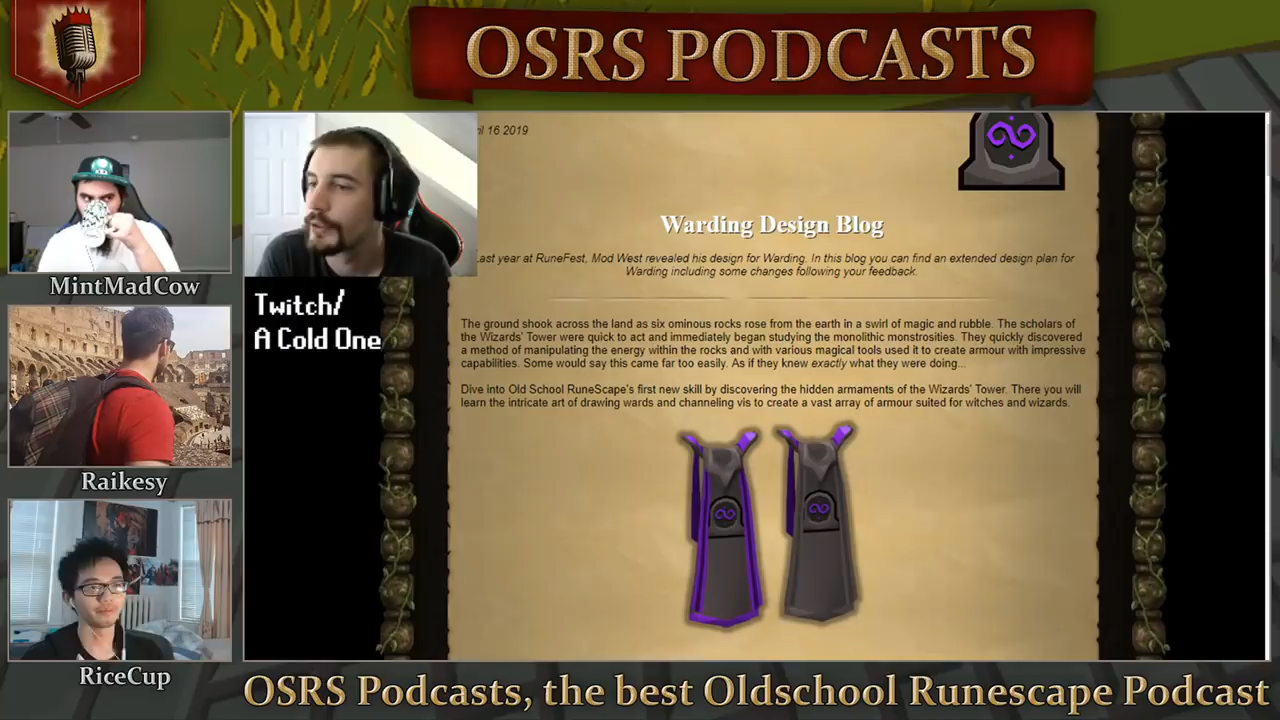 OSRS PODCASTS
MintMadCow
Raikesy
RiceCup
Twitch/
A Cold One
16 2019
Warding Design Blog
Last year at RuneFest, Mod West revealed his design for Warding. In this blog you can find an extended design plan for
Warding including some changes following your feedback.
The ground shook across the land as six ominous rocks rose from the earth in a swirl of magic and rubble. The scholars of
the Wizards' Tower were quick to act and immediately began studying the monolithic monstrosities. They quickly discovered
a method of manipulating the energy within the rocks and with various magical tools used it to create armour with impressive
capabilities. Some would say this came far too easily. As if they knew exactly what they were doing...
Dive into Old School RuneScape's first new skill by discovering the hidden armaments of the Wizards' Tower. There you will
learn the intricate art of drawing wards and channeling vis to create a vast array of armour suited for witches and wizards.
OSRS Podcasts, the best Oldschool Runescape Podcast